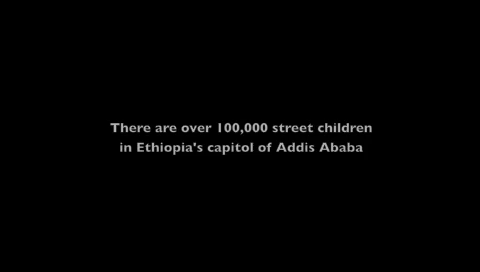 There are over 100,000 street children
in Ethiopia's capitol of Addis Ababa